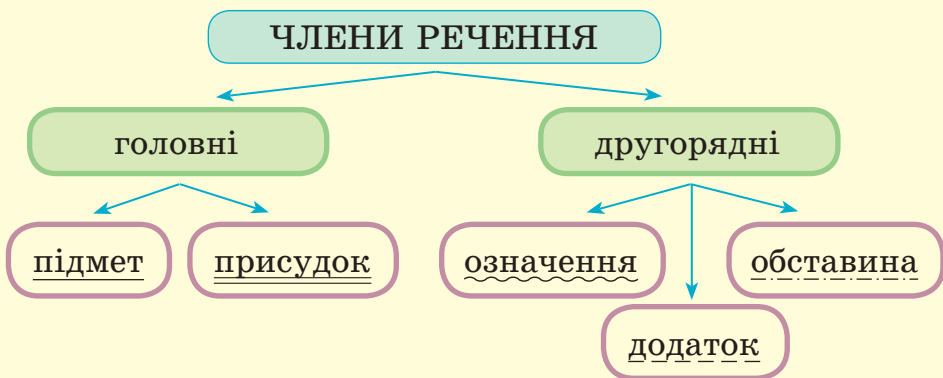 ЧЛЕНИ РЕЧЕННЯ
головні
другорядні
підмет
присудок
означення
обставина
додаток